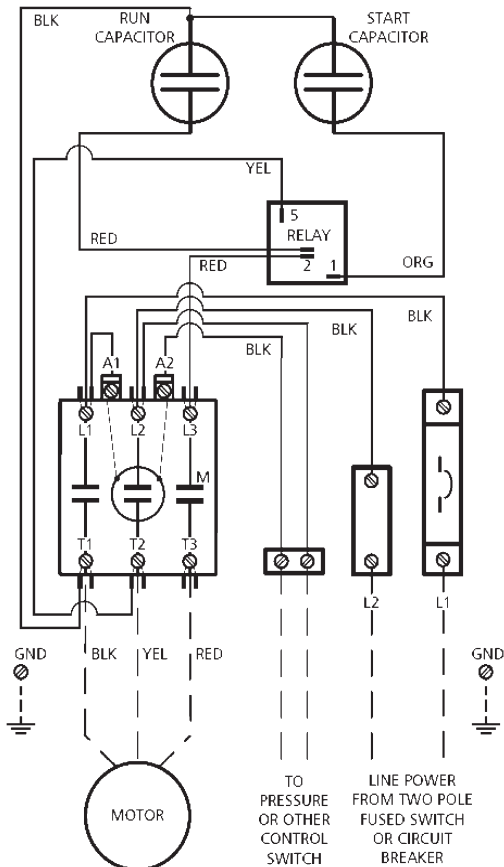 BLK
RUN
CAPACITOR
START
CAPACITOR
YEL
5
RELAY
2
1
RED
RED
ORG
BLK
BLK
BLK
A1
A2
L1
L2
L3
M
T1
T2
T3
L2
L1
GND
BLK
YEL
RED
GND
MOTOR
TO
PRESSURE
OR OTHER
CONTROL
SWITCH
LINE POWER
FROM TWO POLE
FUSED SWITCH
OR CIRCUIT
BREAKER